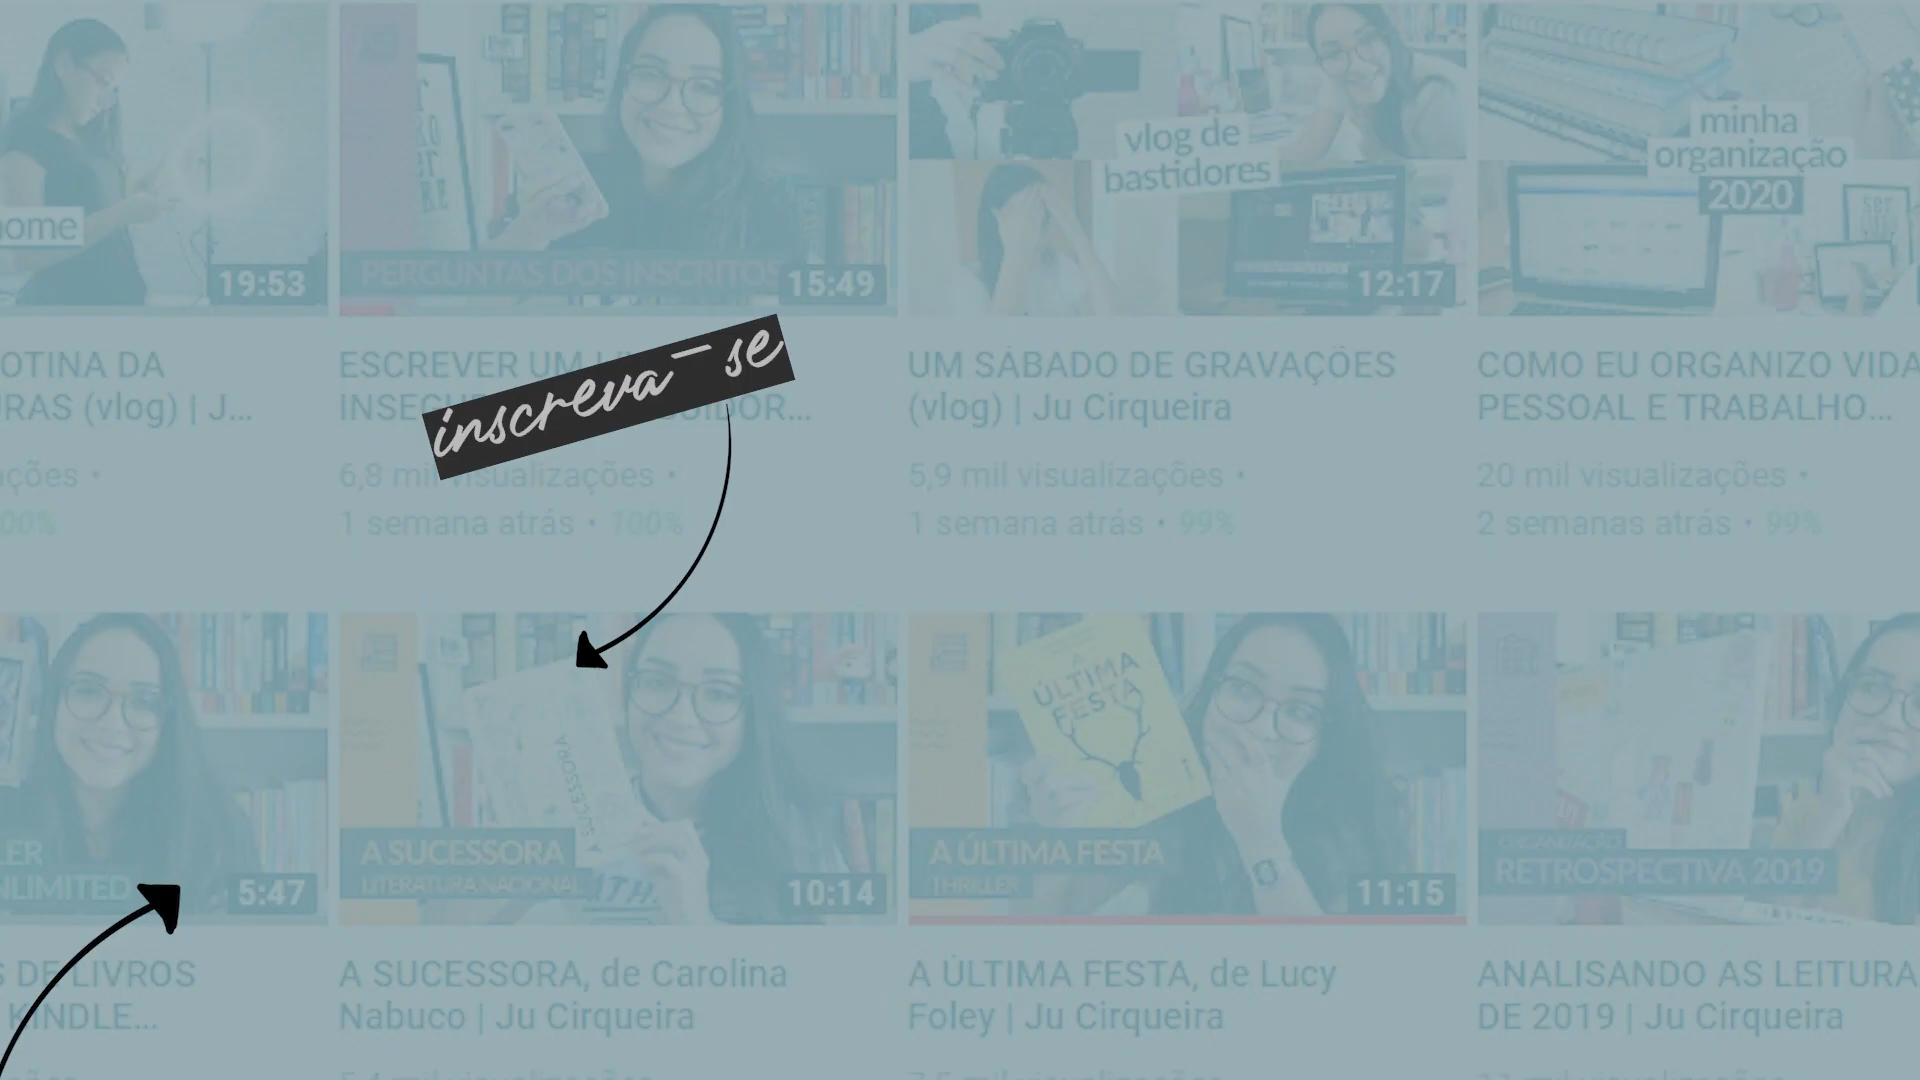 ome
19:53
PERGUNTAS DOS INSCRITOS
15:49
vlog de
bastidores
12:17
minha
organização
2020
OTINA DA
RAS (vlog) | J...
ESCREVER UM
INSE
DOR...
inscreva-se
UM SÁBADO DE GRAVAÇÕES
(vlog) | Ju Cirqueira
COMO EU ORGANIZO VIDA
PESSOAL E TRABALHO...
ções •
00%
6,8 mil visualizações •
1 semana atrás • 100%
5,9 mil visualizações •
1 semana atrás • 99%
20 mil visualizações •
2 semanas atrás • 99%
LER
NLIMITED
5:47
SUCESSORA
A SUCESSORA
LITERATURA NACIONAL
10:14
A
ÚLTIMA
FESTA
A ÚLTIMA FESTA
THRILLER
11:15
ORGANIZAÇÃO
RETROSPECTIVA 2019
S DE LIVROS
KINDLE...
A SUCESSORA, de Carolina
Nabuco | Ju Cirqueira
A ÚLTIMA FESTA, de Lucy
Foley | Ju Cirqueira
ANALISANDO AS LEITURA
DE 2019 | Ju Cirqueira